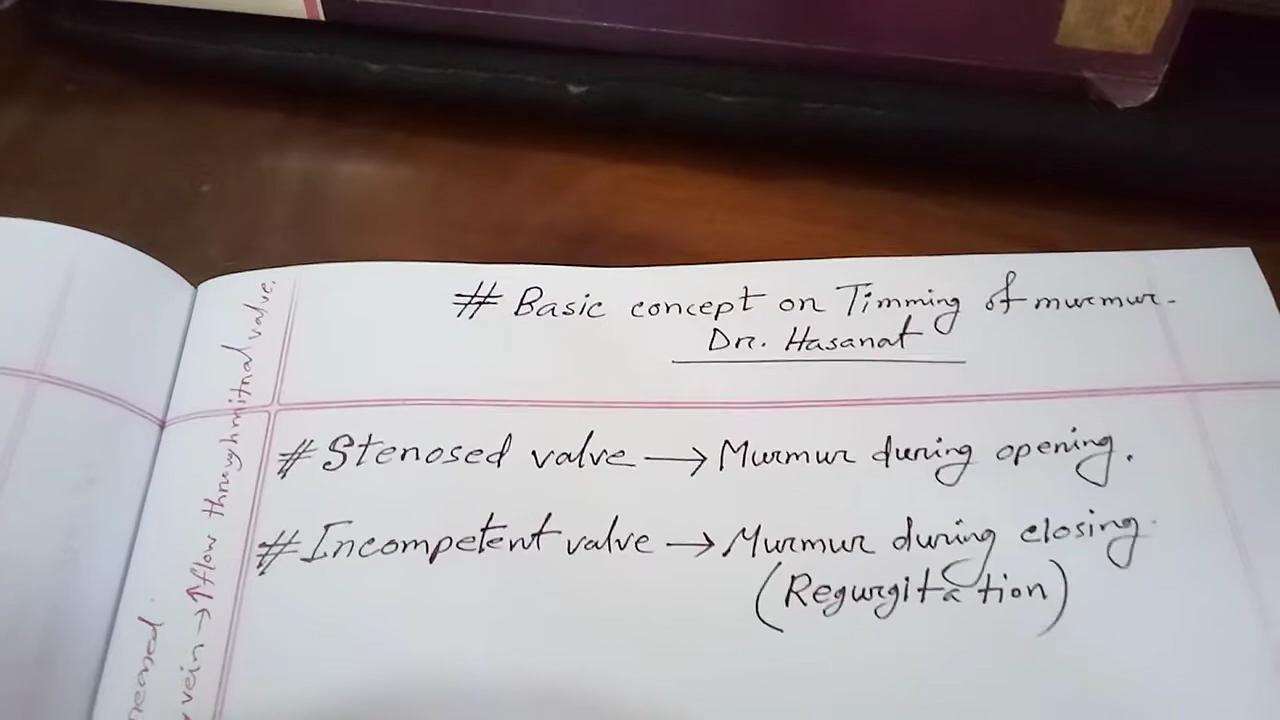 # Basic concept on Timming of murmur.
Dr. Hasanat
# Stenosed valve → Murmur during opening.
# Incompetent valve → Murmur during closing.
(Regurgitation)
vein → ↑flow through mitral valve.